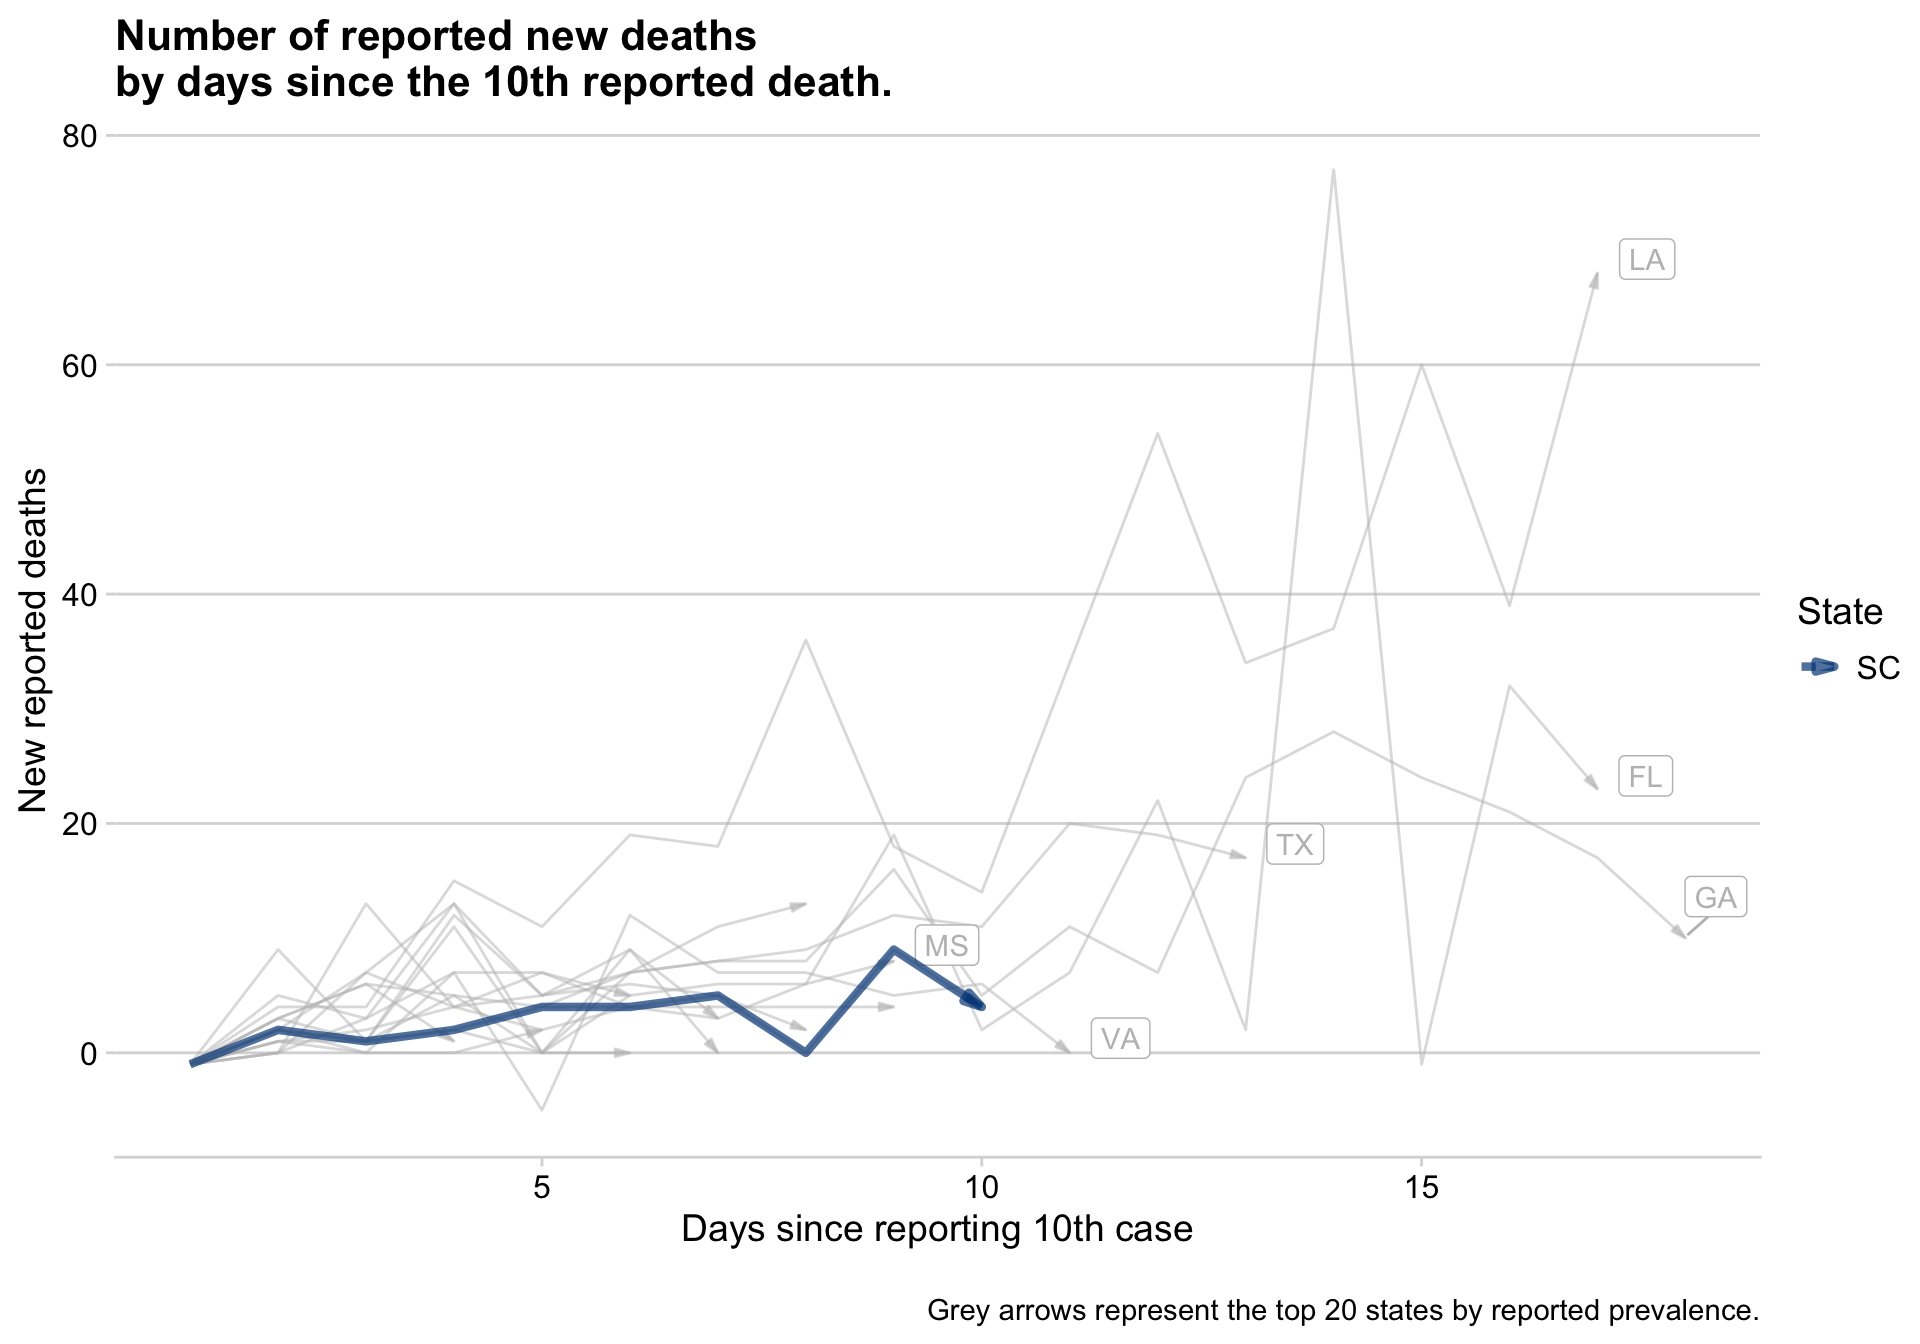 Number of reported new deaths
by days since the 10th reported death.
80
60
40
20
0
New reported deaths
LA
FL
TX
GA
MS
VA
State
SC
5
10
15
Days since reporting 10th case
Grey arrows represent the top 20 states by reported prevalence.